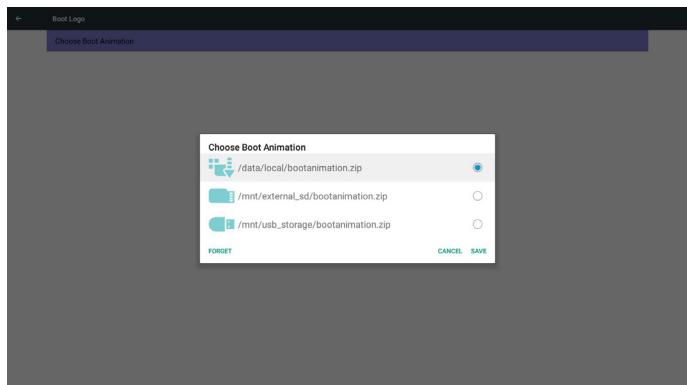 Boot Logo
Choose Boot Animation
Choose Boot Animation
/data/local/bootanimation.zip
/mnt/external_sd/bootanimation.zip
/mnt/usb_storage/bootanimation.zip
FORGET CANCEL SAVE